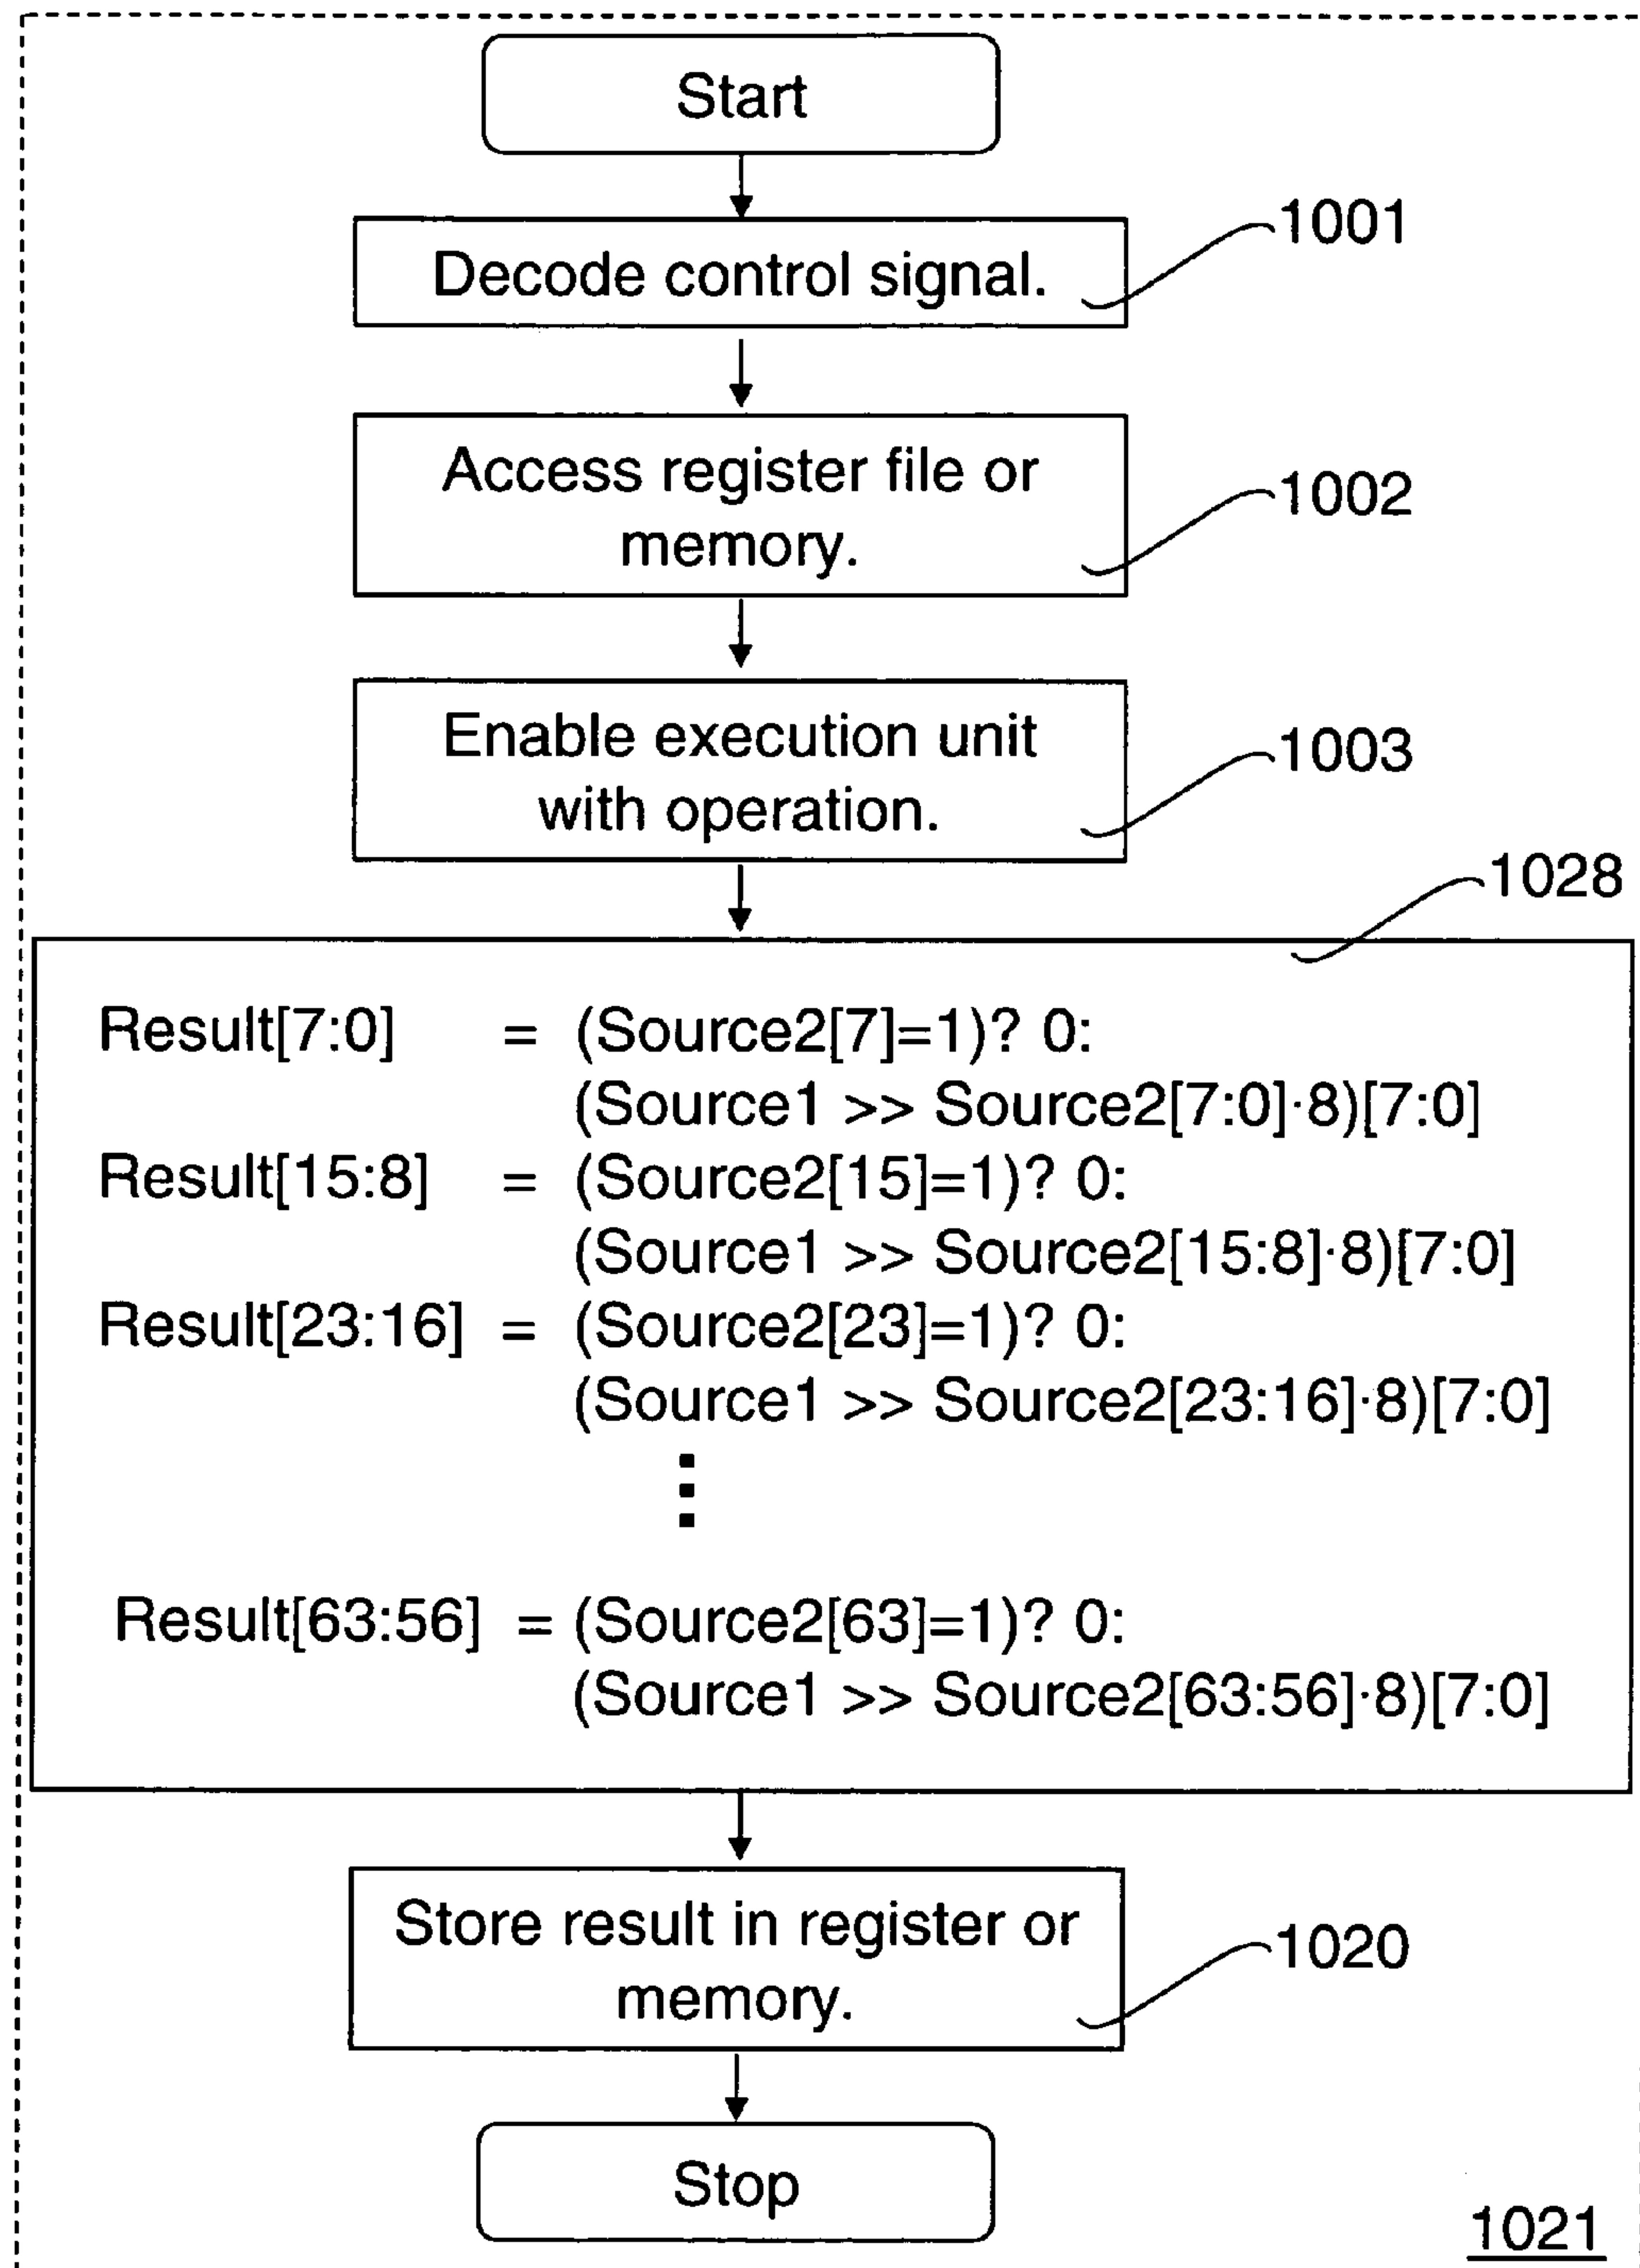 Start
Decode control signal.
1001
Access register file or
memory.
1002
Enable execution unit
with operation.
1003
1028
Result[7:0] = (Source2[7]=1)? 0:
(Source1 >> Source2[7:0]·8)[7:0]
Result[15:8] = (Source2[15]=1)? 0:
(Source1 >> Source2[15:8]·8)[7:0]
Result[23:16] = (Source2[23]=1)? 0:
(Source1 >> Source2[23:16]·8)[7:0]
⋮
Result[63:56] = (Source2[63]=1)? 0:
(Source1 >> Source2[63:56]·8)[7:0]
Store result in register or
memory.
1020
Stop
1021